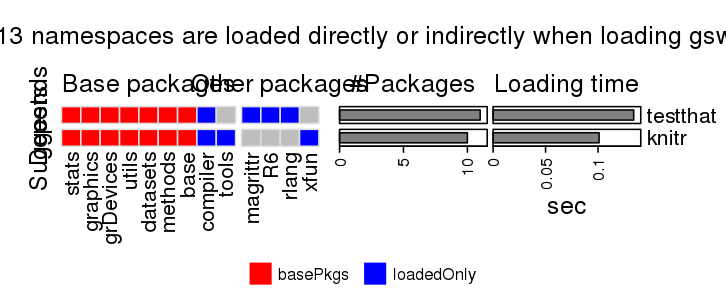 13 namespaces are loaded directly or indirectly when loading gsw
Base packages
Other packages
#Packages
Loading time
Depends
Suggests
testthat
knitr
stats
graphics
grDevices
utils
datasets
methods
base
compiler
tools
magrittr
R6
rlang
xfun
0
5
10
0
0.05
0.1
sec
basePkgs
loadedOnly